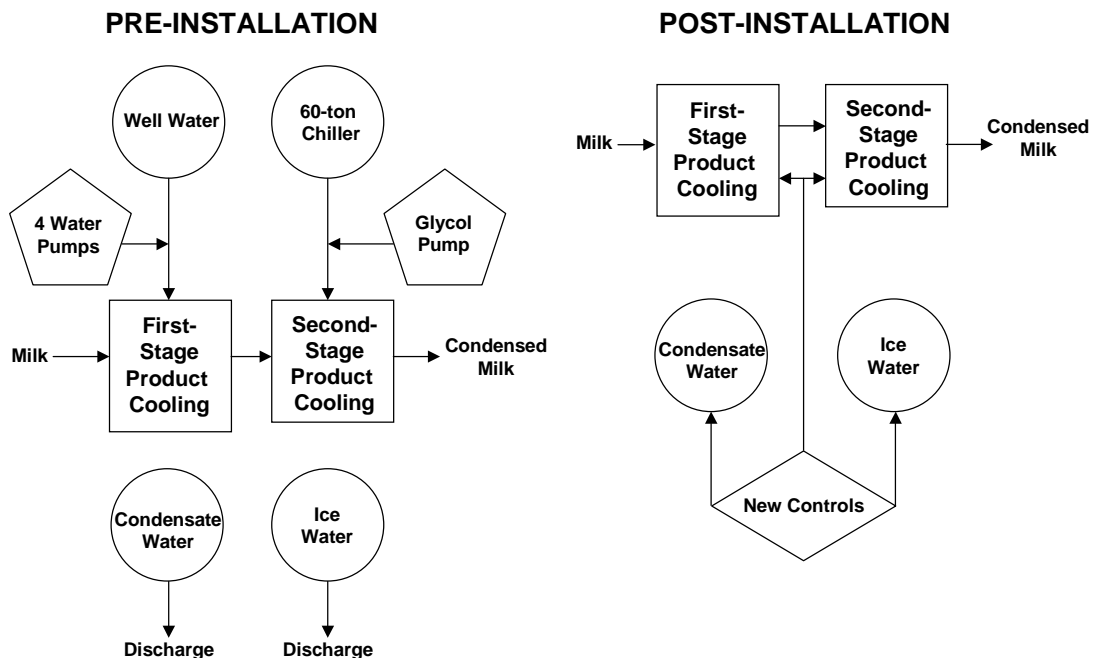 PRE-INSTALLATION
Well Water
60-ton
Chiller
4 Water
Pumps
Glycol
Pump
Milk
First-
Stage
Product
Cooling
Second-
Stage
Product
Cooling
Condensed
Milk
Condensate
Water
Ice
Water
Discharge
Discharge
POST-INSTALLATION
Milk
First-
Stage
Product
Cooling
Second-
Stage
Product
Cooling
Condensed
Milk
Condensate
Water
Ice
Water
New Controls